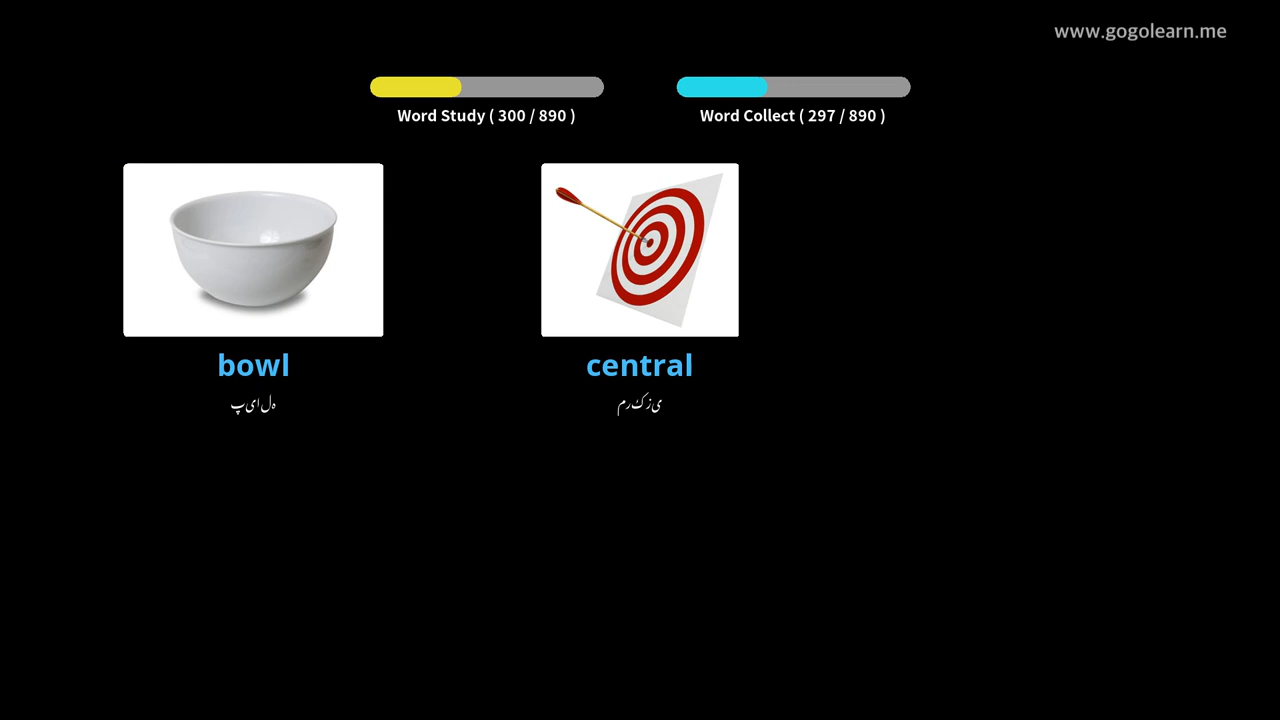 www.gogolearn.me
Word Study ( 300 / 890 )
Word Collect ( 297 / 890 )
bowl
central
پیالہ
مرکزی